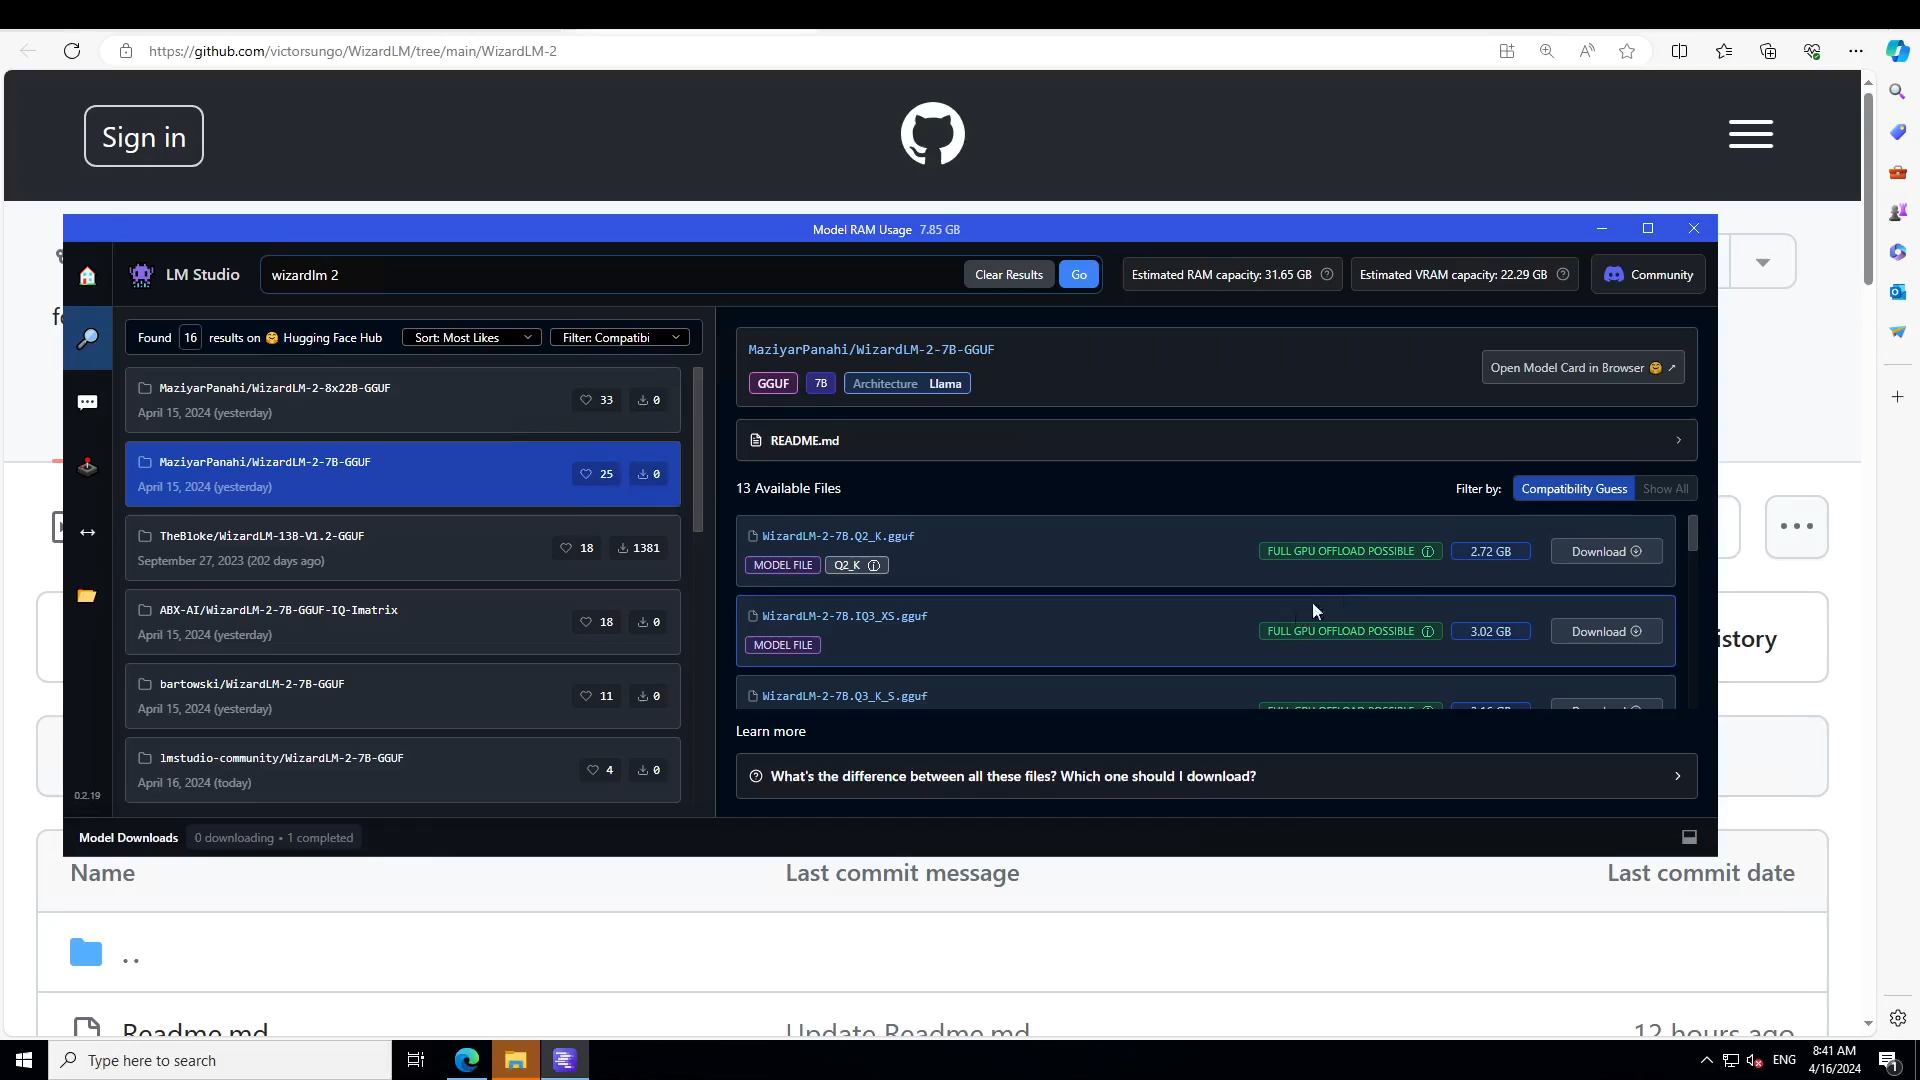 https://github.com/victorsungo/WizardLM/tree/main/WizardLM-2
Sign in
Model RAM Usage 7.85 GB
LM Studio
wizardlm 2
Clear Results
Go
Estimated RAM capacity: 31.65 GB
Estimated VRAM capacity: 22.29 GB
Community
Found 16 results on 🤗 Hugging Face Hub
Sort: Most Likes
Filter: Compatibi
MaziyarPanahi/WizardLM-2-8x22B-GGUF
April 15, 2024 (yesterday)
33
0
MaziyarPanahi/WizardLM-2-7B-GGUF
April 15, 2024 (yesterday)
25
0
TheBloke/WizardLM-13B-V1.2-GGUF
September 27, 2023 (202 days ago)
18
1381
ABX-AI/WizardLM-2-7B-GGUF-IQ-Imatrix
April 15, 2024 (yesterday)
18
0
bartowski/WizardLM-2-7B-GGUF
April 15, 2024 (yesterday)
11
0
lmstudio-community/WizardLM-2-7B-GGUF
April 16, 2024 (today)
4
0
0.2.19
MaziyarPanahi/WizardLM-2-7B-GGUF
GGUF
7B
Architecture Llama
Open Model Card in Browser 🤗 ↗
README.md
13 Available Files
Filter by:
Compatibility Guess
Show All
WizardLM-2-7B.Q2_K.gguf
MODEL FILE
Q2_K
FULL GPU OFFLOAD POSSIBLE
2.72 GB
Download
WizardLM-2-7B.IQ3_XS.gguf
MODEL FILE
FULL GPU OFFLOAD POSSIBLE
3.02 GB
Download
WizardLM-2-7B.Q3_K_S.gguf
Learn more
What's the difference between all these files? Which one should I download?
Model Downloads
0 downloading • 1 completed
istory
Name
Last commit message
Last commit date
..
Readme.md
Update Readme.md
12 hours ago
Type here to search
ENG
8:41 AM
4/16/2024
1